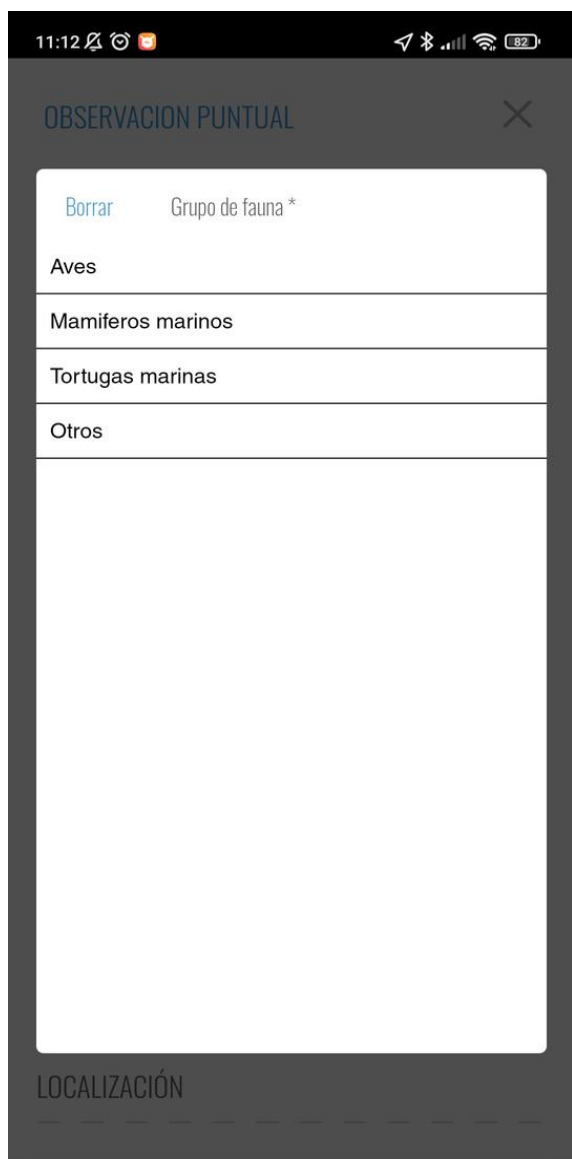 11:12 82
OBSERVACION PUNTUAL
Borrar Grupo de fauna *
Aves
Mamiferos marinos
Tortugas marinas
Otros
LOCALIZACIÓN